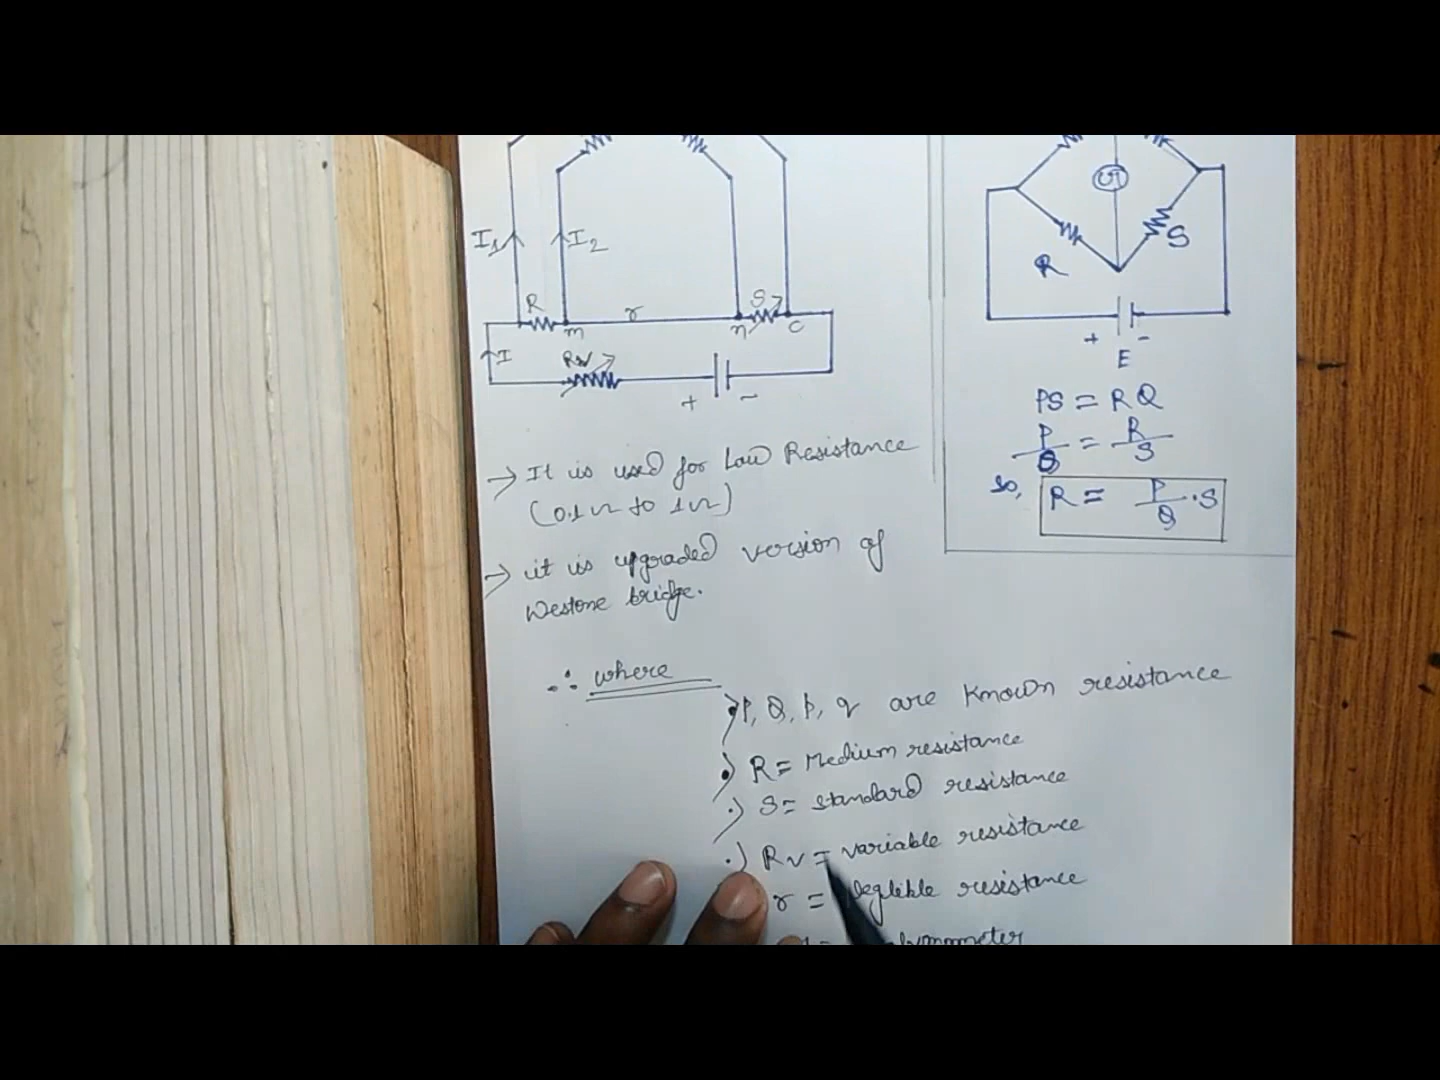 I1
I2
R
m
r
n
S
C
I
Rv
+
-
→ It is used for Low Resistance
(0.1Ω to 1Ω)
→ it is upgraded version of
Westone bridge.
G
R
S
+
-
E
PS = RQ
P/Q = R/S
so, R = P/Q . S
∴ where
P, Q, p, q are known resistance
R = Medium resistance
S = standard resistance
Rv = variable resistance
r = resistance